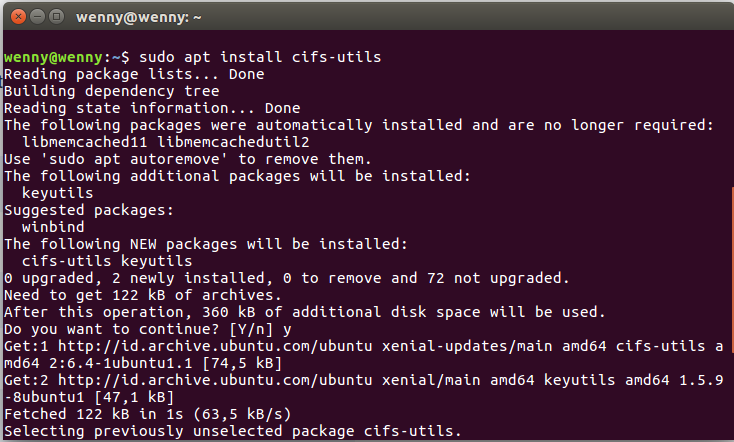 wenny@wenny: ~
wenny@wenny:~$ sudo apt install cifs-utils
Reading package lists... Done
Building dependency tree
Reading state information... Done
The following packages were automatically installed and are no longer required:
  libmemcached11 libmemcachedutil2
Use 'sudo apt autoremove' to remove them.
The following additional packages will be installed:
  keyutils
Suggested packages:
  winbind
The following NEW packages will be installed:
  cifs-utils keyutils
0 upgraded, 2 newly installed, 0 to remove and 72 not upgraded.
Need to get 122 kB of archives.
After this operation, 360 kB of additional disk space will be used.
Do you want to continue? [Y/n] y
Get:1 http://id.archive.ubuntu.com/ubuntu xenial-updates/main amd64 cifs-utils a
md64 2:6.4-1ubuntu1.1 [74,5 kB]
Get:2 http://id.archive.ubuntu.com/ubuntu xenial/main amd64 keyutils amd64 1.5.9
-8ubuntu1 [47,1 kB]
Fetched 122 kB in 1s (63,5 kB/s)
Selecting previously unselected package cifs-utils.